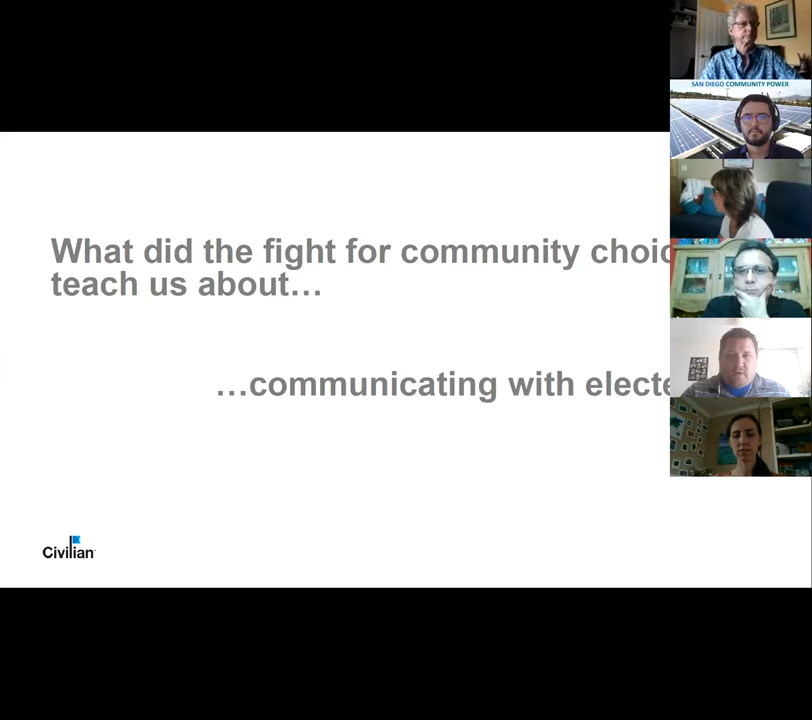 What did the fight for community choic
teach us about…
…communicating with electe
Civilian
SAN DIEGO COMMUNITY POWER